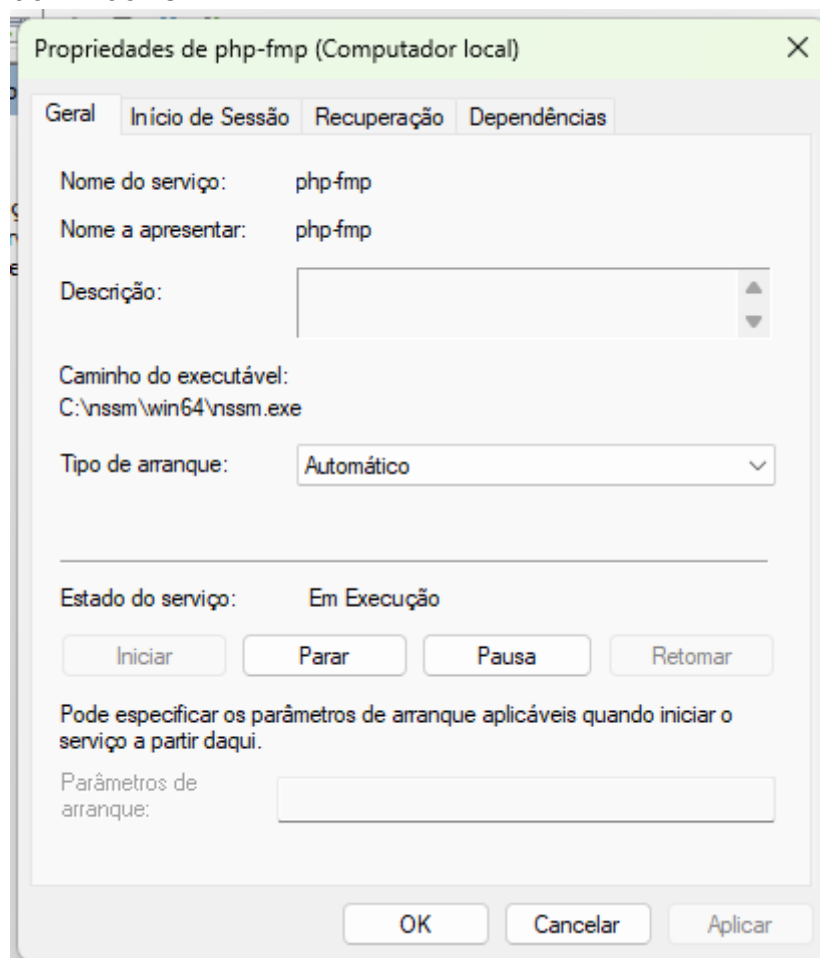 Propriedades de php-fmp (Computador local)
Geral Início de Sessão Recuperação Dependências
Nome do serviço: php-fmp
Nome a apresentar: php-fmp
Descrição:
Caminho do executável:
C:\nssm\win64\nssm.exe
Tipo de arranque: Automático
Estado do serviço: Em Execução
Iniciar Parar Pausa Retomar
Pode especificar os parâmetros de arranque aplicáveis quando iniciar o
serviço a partir daqui.
Parâmetros de
arranque:
OK Cancelar Aplicar